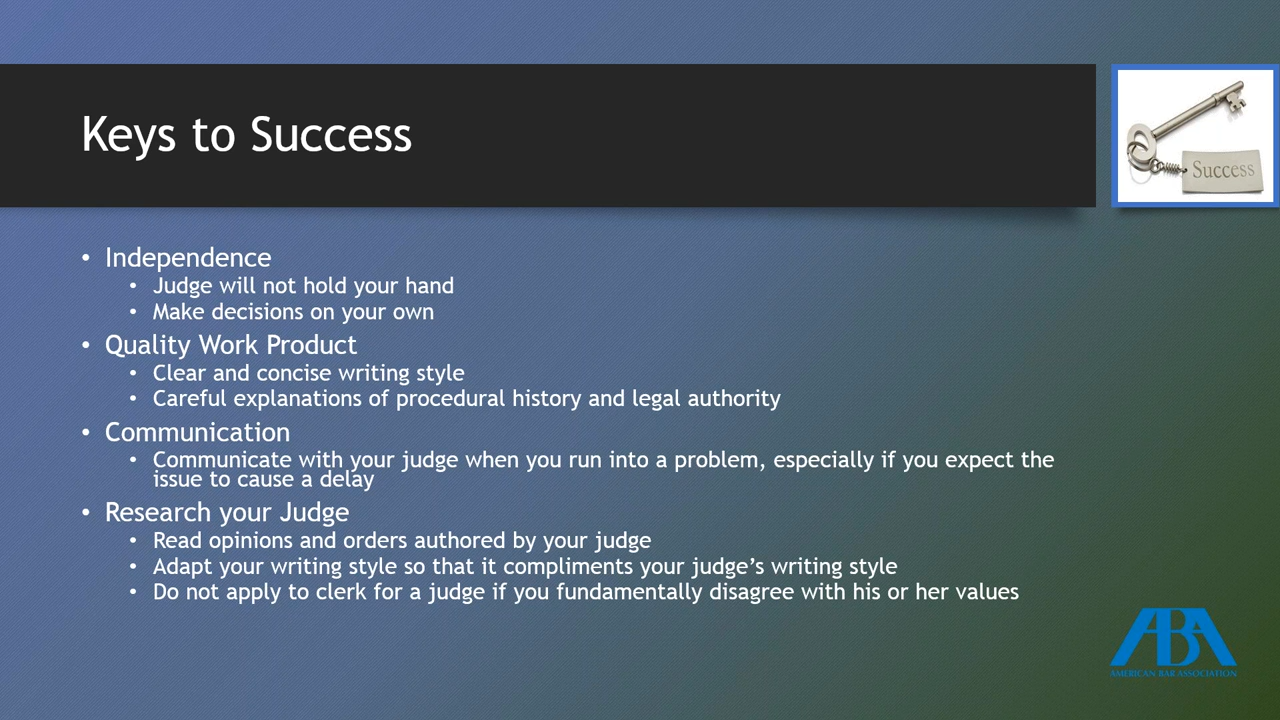 Keys to Success
Success
• Independence
• Judge will not hold your hand
• Make decisions on your own
• Quality Work Product
• Clear and concise writing style
• Careful explanations of procedural history and legal authority
• Communication
• Communicate with your judge when you run into a problem, especially if you expect the
issue to cause a delay
• Research your Judge
• Read opinions and orders authored by your judge
• Adapt your writing style so that it compliments your judge’s writing style
• Do not apply to clerk for a judge if you fundamentally disagree with his or her values
ABA
AMERICAN BAR ASSOCIATION